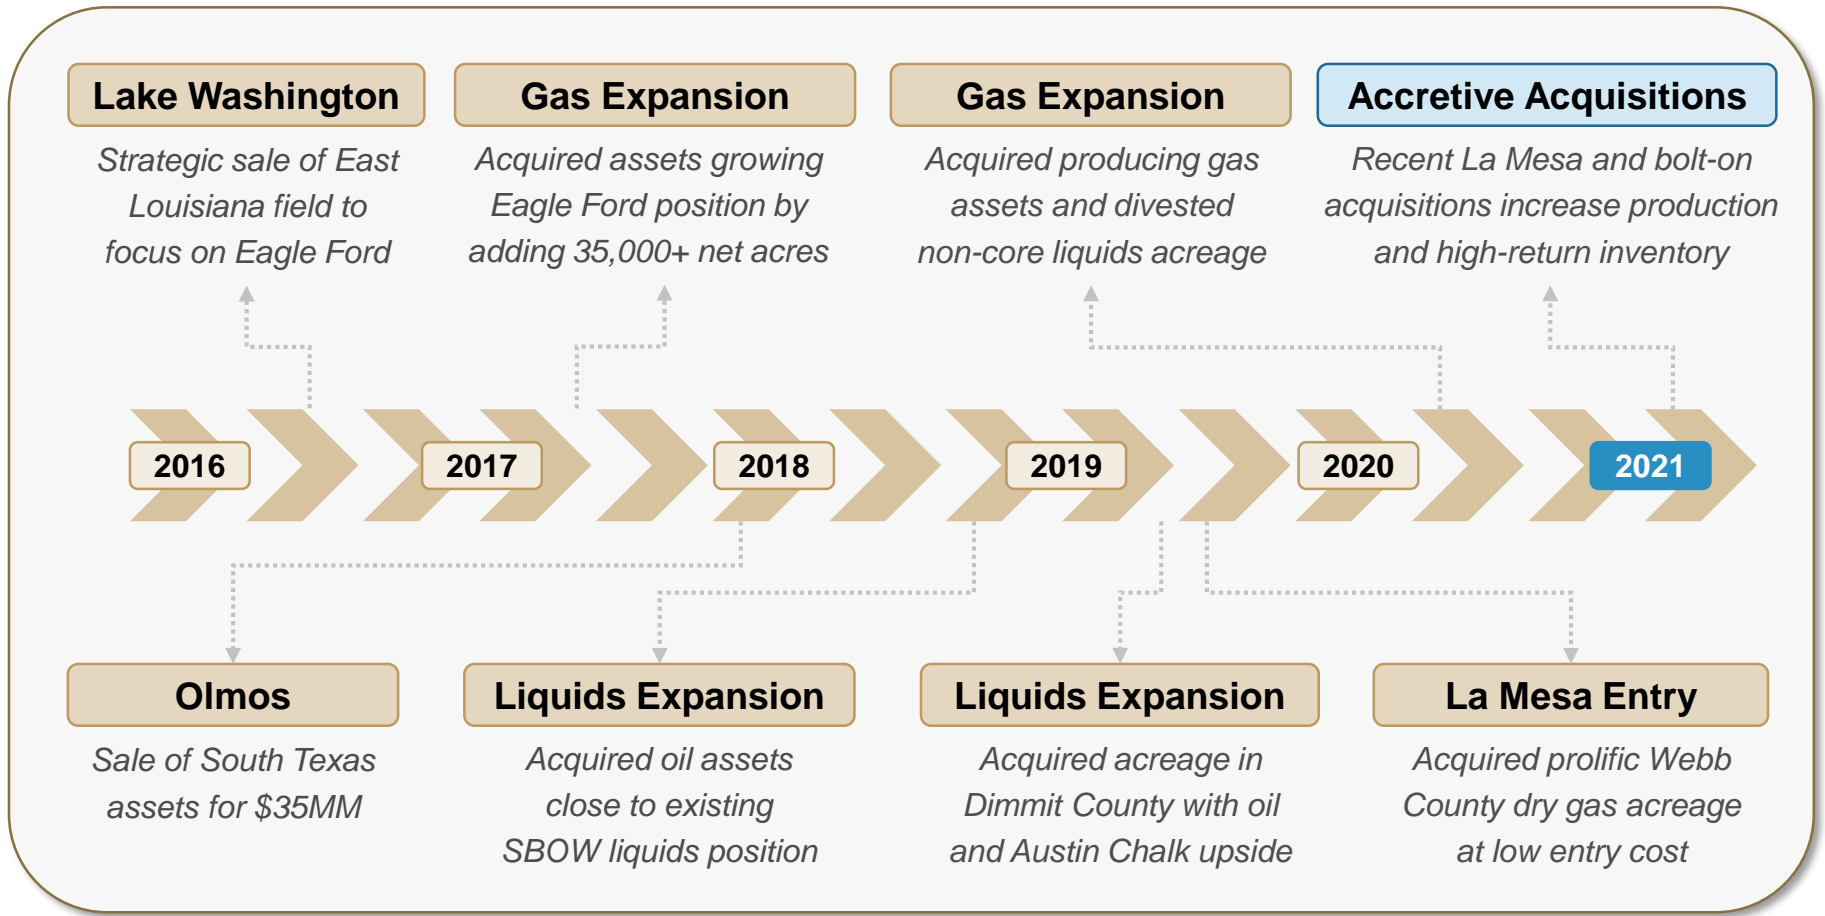 Lake Washington
Strategic sale of East
Louisiana field to
focus on Eagle Ford
Gas Expansion
Acquired assets growing
Eagle Ford position by
adding 35,000+ net acres
Gas Expansion
Acquired producing gas
assets and divested
non-core liquids acreage
Accretive Acquisitions
Recent La Mesa and bolt-on
acquisitions increase production
and high-return inventory
2016
2017
2018
2019
2020
2021
Olmos
Sale of South Texas
assets for $35MM
Liquids Expansion
Acquired oil assets
close to existing
SBOW liquids position
Liquids Expansion
Acquired acreage in
Dimmit County with oil
and Austin Chalk upside
La Mesa Entry
Acquired prolific Webb
County dry gas acreage
at low entry cost